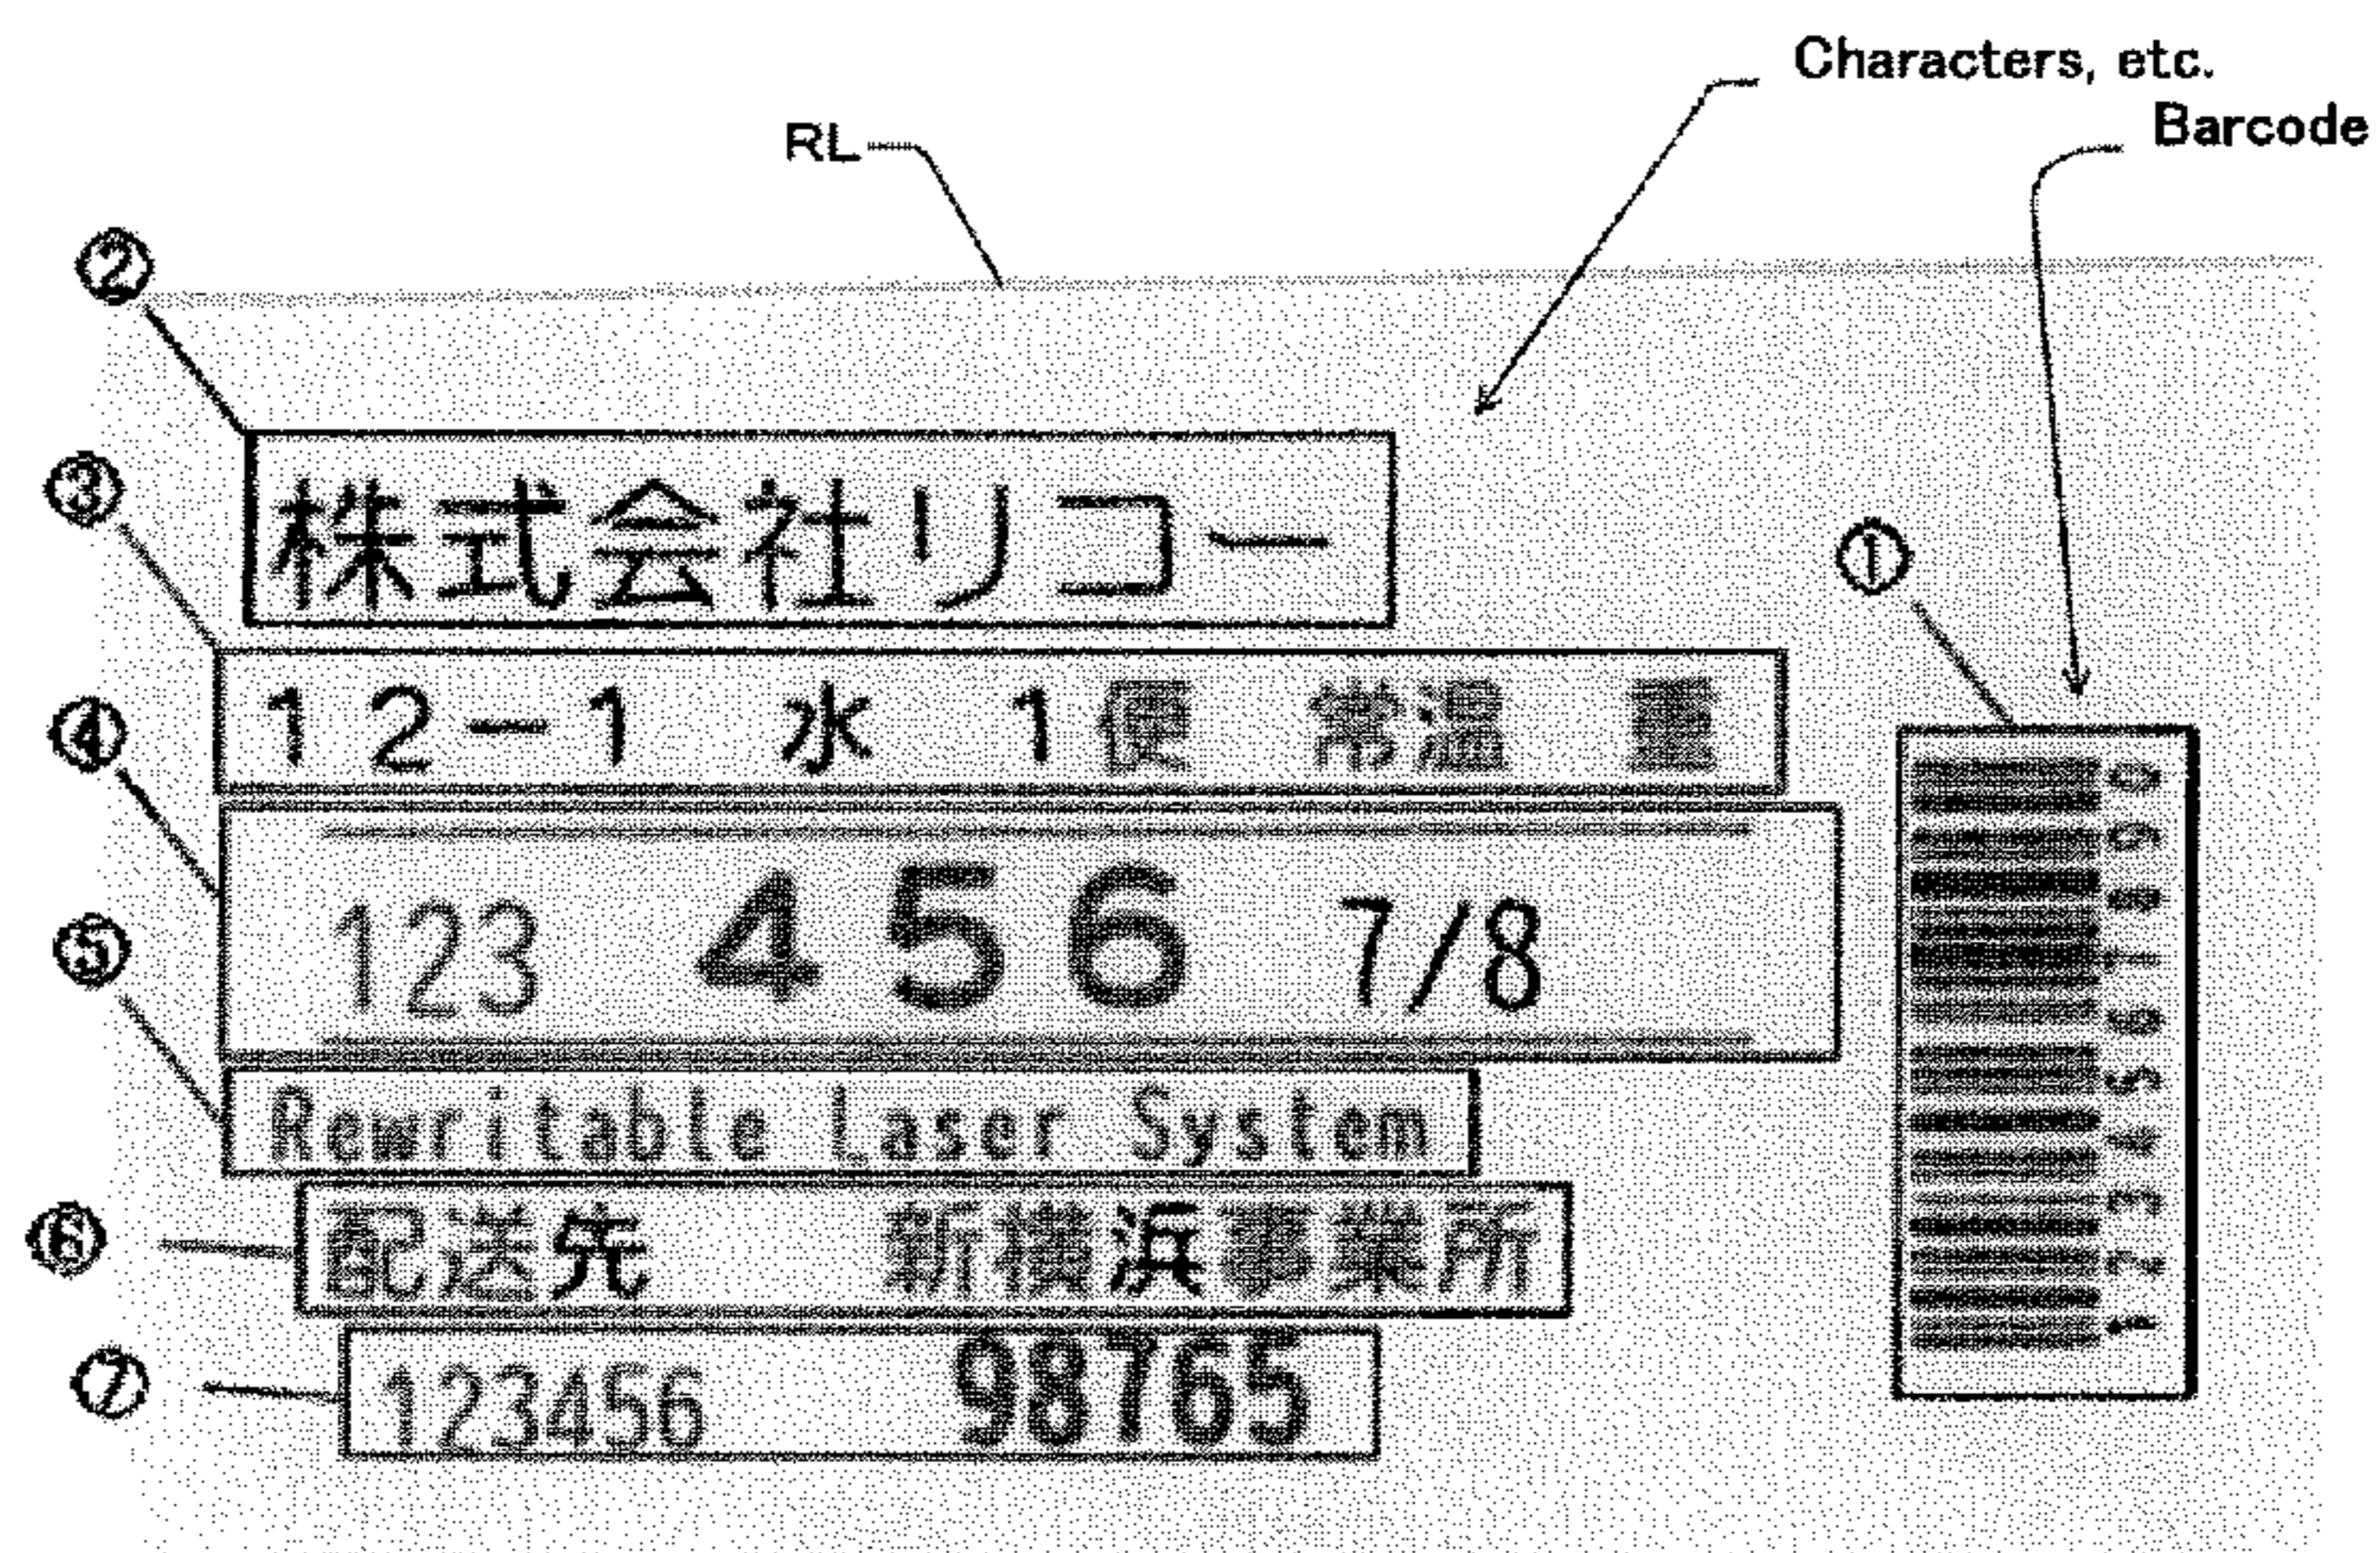 Characters, etc.
Barcode
RL
②
株式会社リコー
③
12-1 水 1便 常温
①
④
123 456 7/8
⑤
Rewritable Laser System
⑥
配送先 新横浜事業所
⑦
123456 98765
1234567890